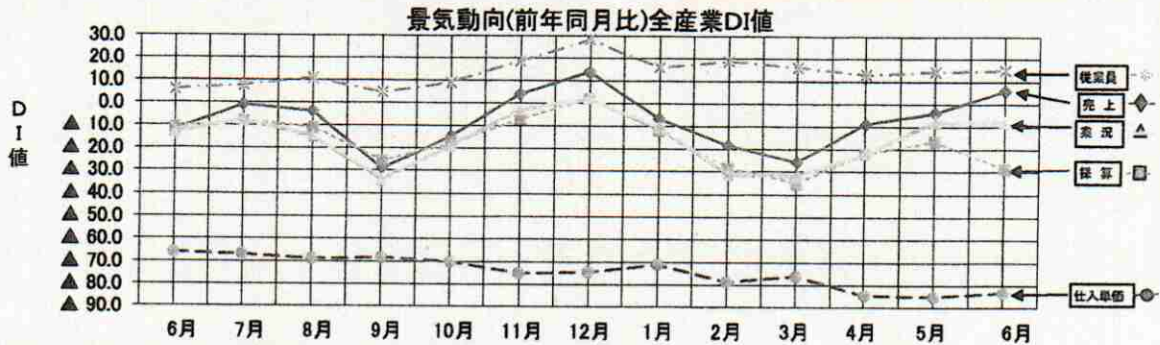 景気動向(前年同月比)全産業DI値
DI値
30.0
20.0
10.0
0.0
▲ 10.0
▲ 20.0
▲ 30.0
▲ 40.0
▲ 50.0
▲ 60.0
▲ 70.0
▲ 80.0
▲ 90.0
6月 7月 8月 9月 10月 11月 12月 1月 2月 3月 4月 5月 6月
従業員
売上
業況
採算
仕入単価